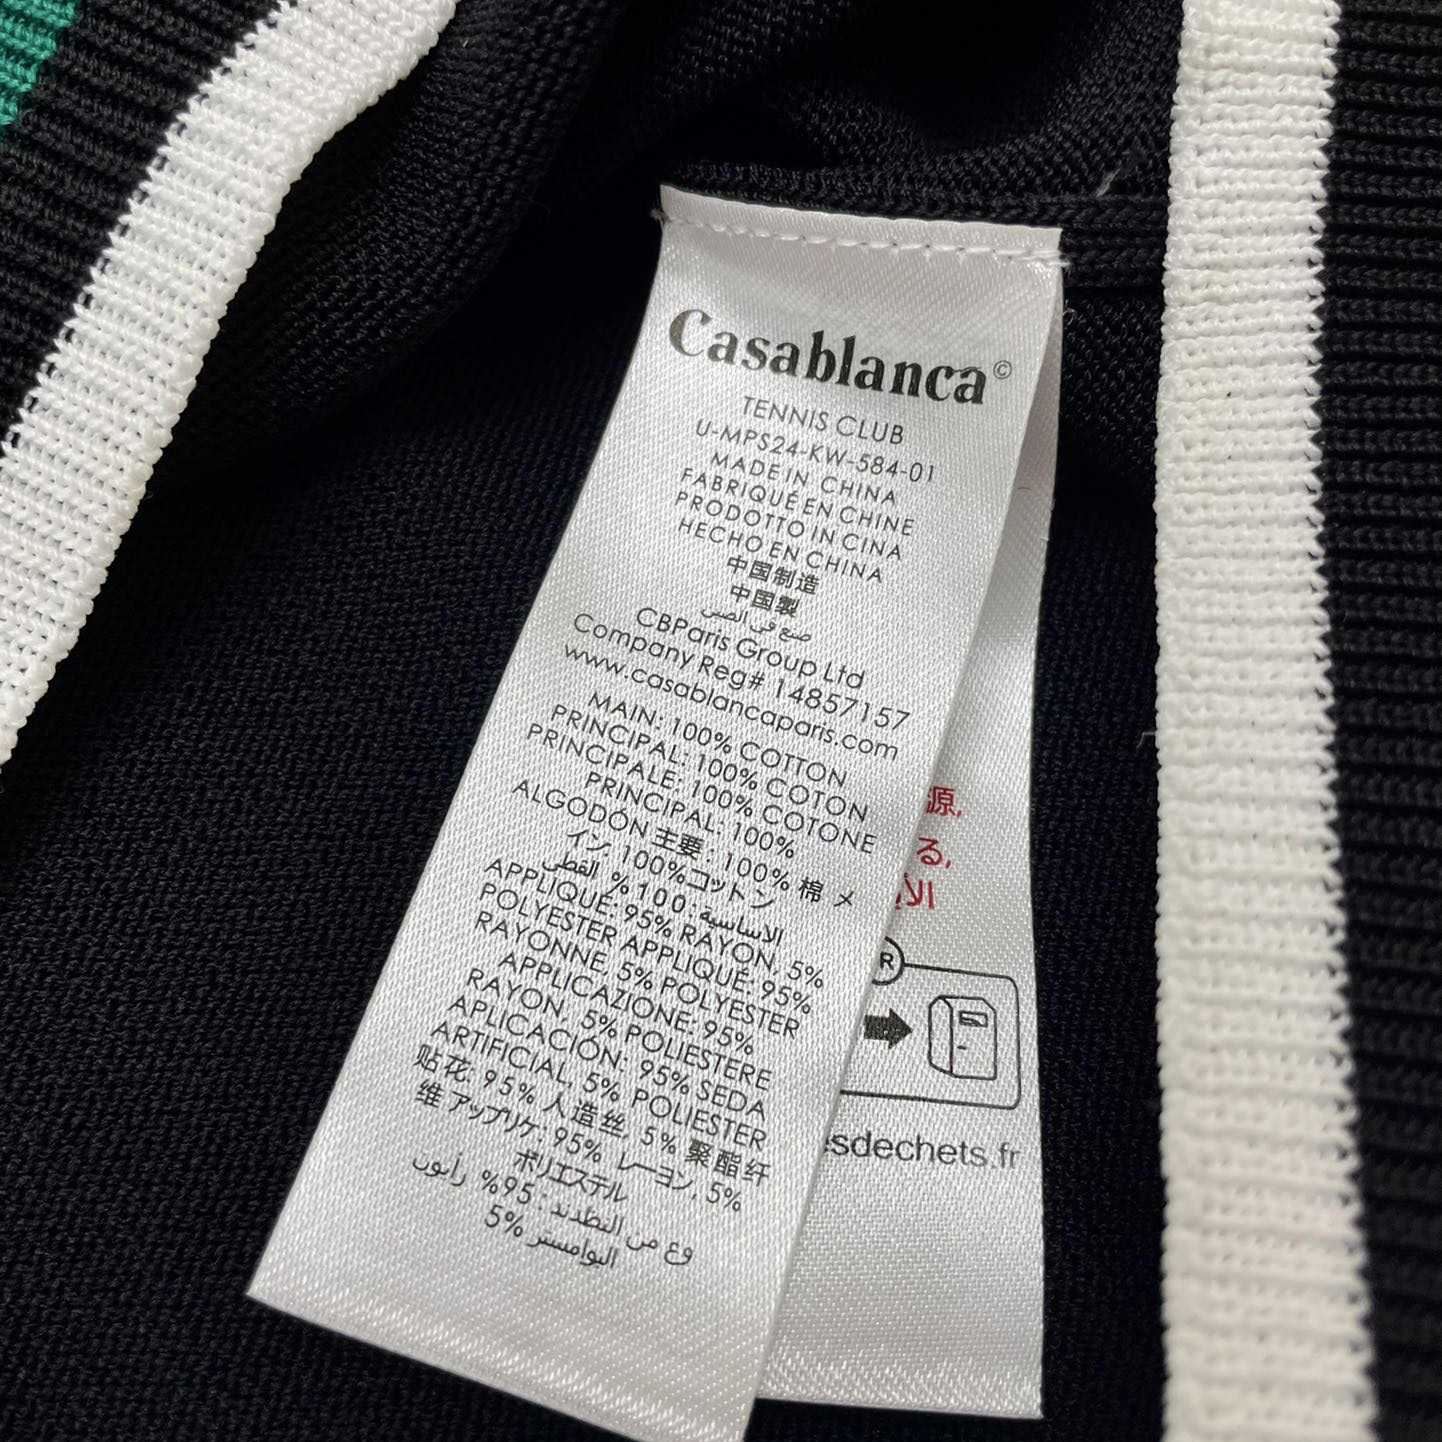 Casablanca©
TENNIS CLUB
U-MPS24-KW-584-01
MADE IN CHINA
FABRIQUÉ EN CHINE
PRODOTTO IN CINA
HECHO EN CHINA
中国制造
中国製
صنع في الصين
CBParis Group Ltd
Company Reg# 14857157
www.casablancaparis.com
MAIN: 100% COTTON
PRINCIPAL: 100% COTON
PRINCIPALE: 100% COTONE
PRINCIPAL: 100%
ALGODÓN 主要: 100% 棉 メ
イン: 100%コットン
الاساسية: 100% القطن
APPLIQUÉ: 95% RAYON, 5%
POLYESTER APPLIQUÉ: 95%
RAYONNE, 5% POLYESTER
APPLICAZIONE: 95%
RAYON, 5% POLIESTERE
APLICACIÓN: 95% SEDA
ARTIFICIAL, 5% POLIESTER
贴花: 95% 人造丝, 5% 聚酯纤
维 アップリケ: 95% レーヨン, 5%
ポリエステル
وع من التطدند: 95% رأيون
5% البوامستر
源,
る,
R
sdechets.fr